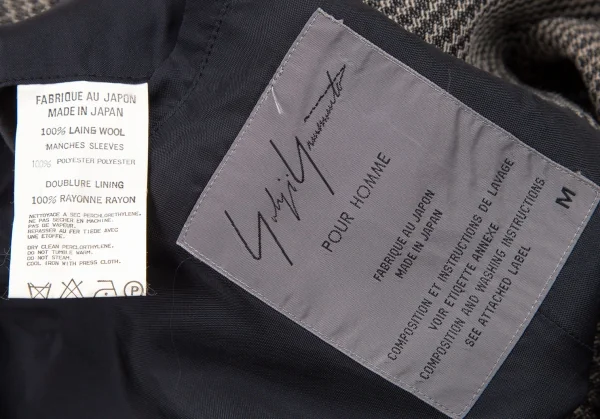 FABRIQUE AU JAPON
MADE IN JAPAN
100% LAINE WOOL
MANCHES SLEEVES
100% POLYESTER POLYESTER
DOUBLURE LINING
100% RAYONNE RAYON
NETTOYAGE A SEC PERCHLORETHYLENE.
NE PAS SECHER EN MACHINE.
PAS DE VAPEUR.
REPASSER AU FER TIEDE AVEC
UNE ETOFFE.
DRY CLEAN PERCLORETHYLENE.
DO NOT TUMBLE WARM.
DO NOT STEAM.
COOL IRON WITH PRESS CLOTH.
Yohji Yamamoto
POUR HOMME
FABRIQUE AU JAPON
MADE IN JAPAN
COMPOSITION ET INSTRUCTIONS DE LAVAGE
VOIR ETIQETTE ANNEXE
COMPOSITION AND WASHING INSTRUCTIONS
SEE ATTACHED LABEL
M